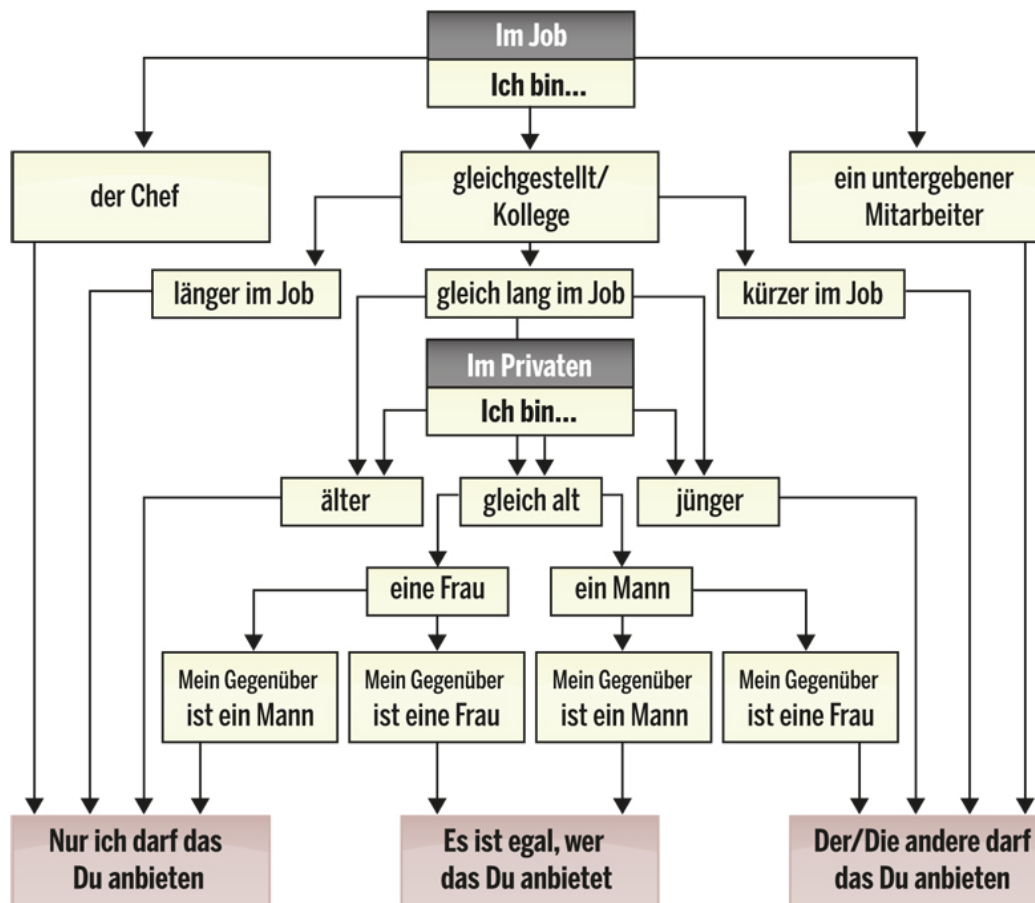 Im Job
Ich bin...
der Chef
gleichgestellt/
Kollege
ein untergebener
Mitarbeiter
länger im Job
gleich lang im Job
kürzer im Job
Im Privaten
Ich bin...
älter
gleich alt
jünger
eine Frau
ein Mann
Mein Gegenüber
ist ein Mann
Mein Gegenüber
ist eine Frau
Mein Gegenüber
ist ein Mann
Mein Gegenüber
ist eine Frau
Nur ich darf das
Du anbieten
Es ist egal, wer
das Du anbietet
Der/Die andere darf
das Du anbieten